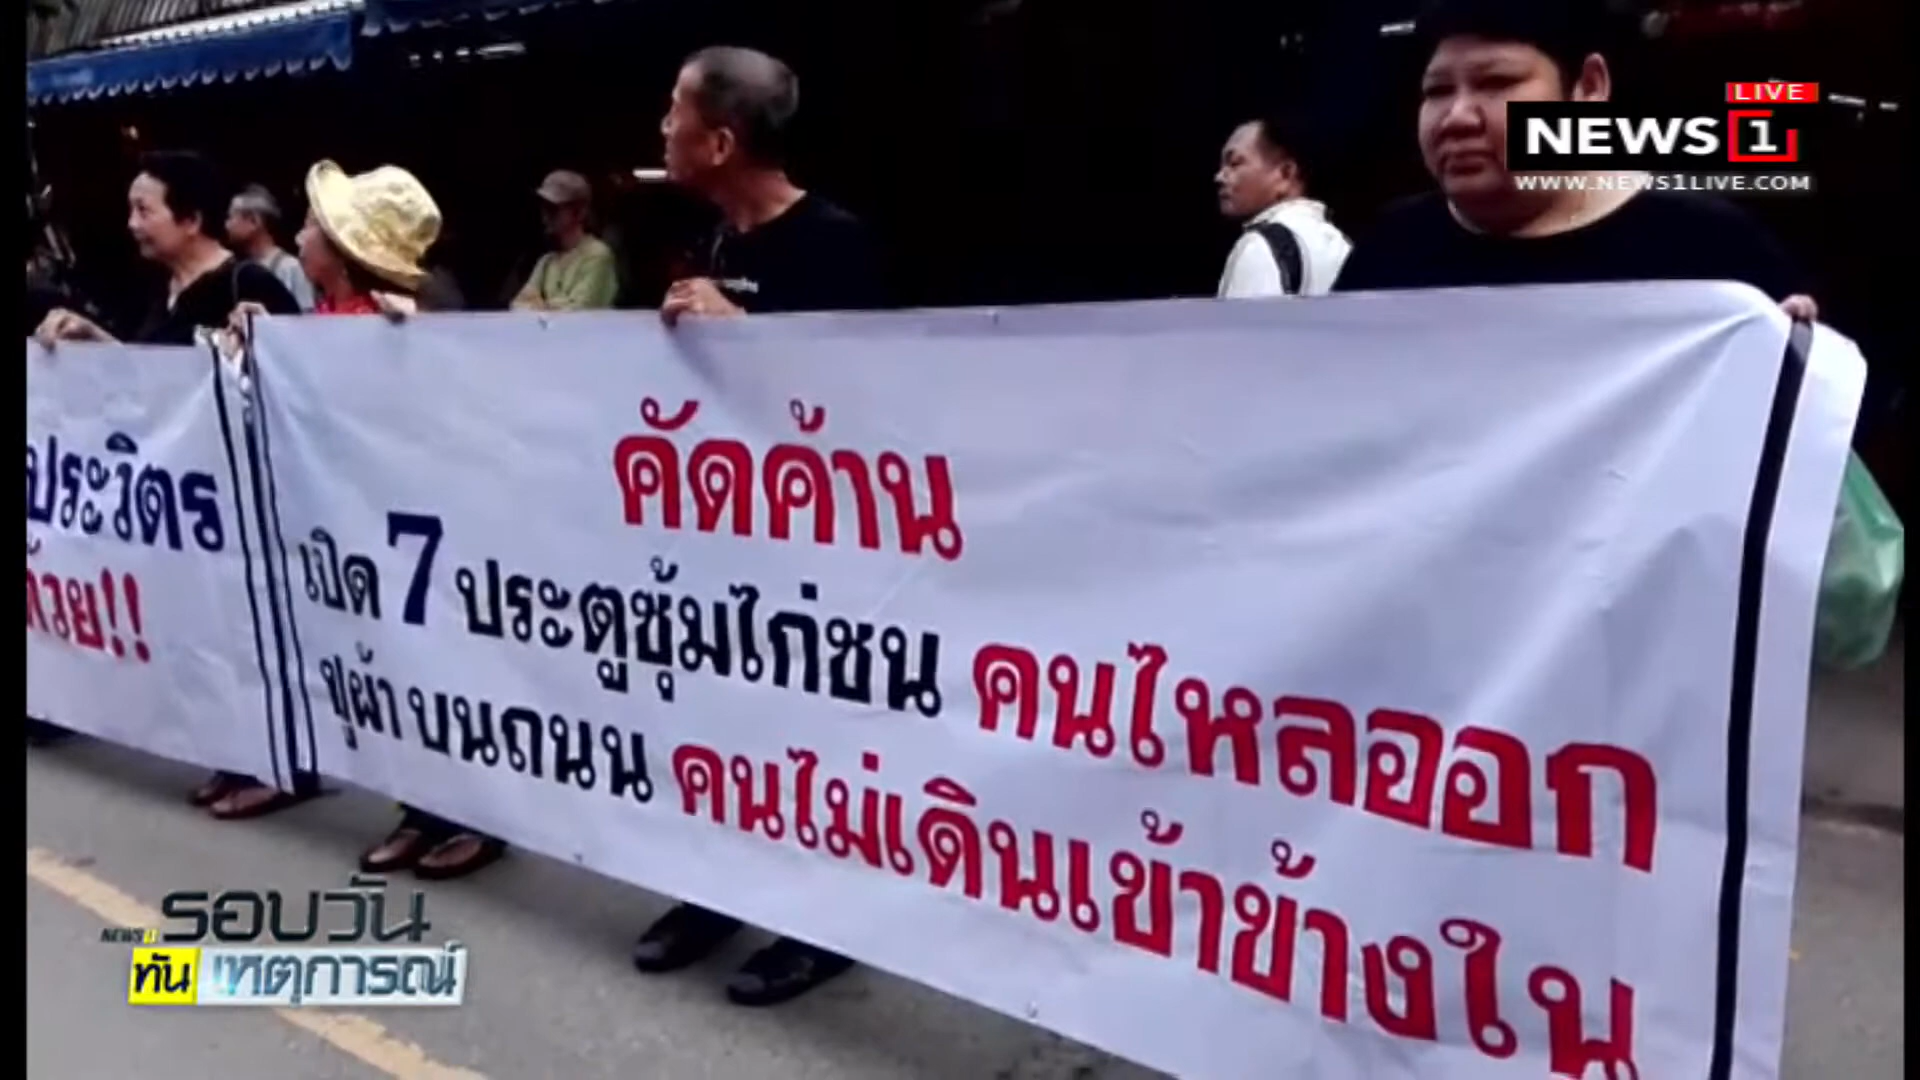 LIVE
NEWS 1
WWW.NEWS1LIVE.COM
ประวิตร
ด้วย!!
คัดค้าน
เปิด 7 ประตูซุ้มไก่ชน คนไหลออก
ปูผ้า บนถนน คนไม่เดินเข้าข้างใน
NEWS 1
รอบวัน
ทัน เหตุการณ์